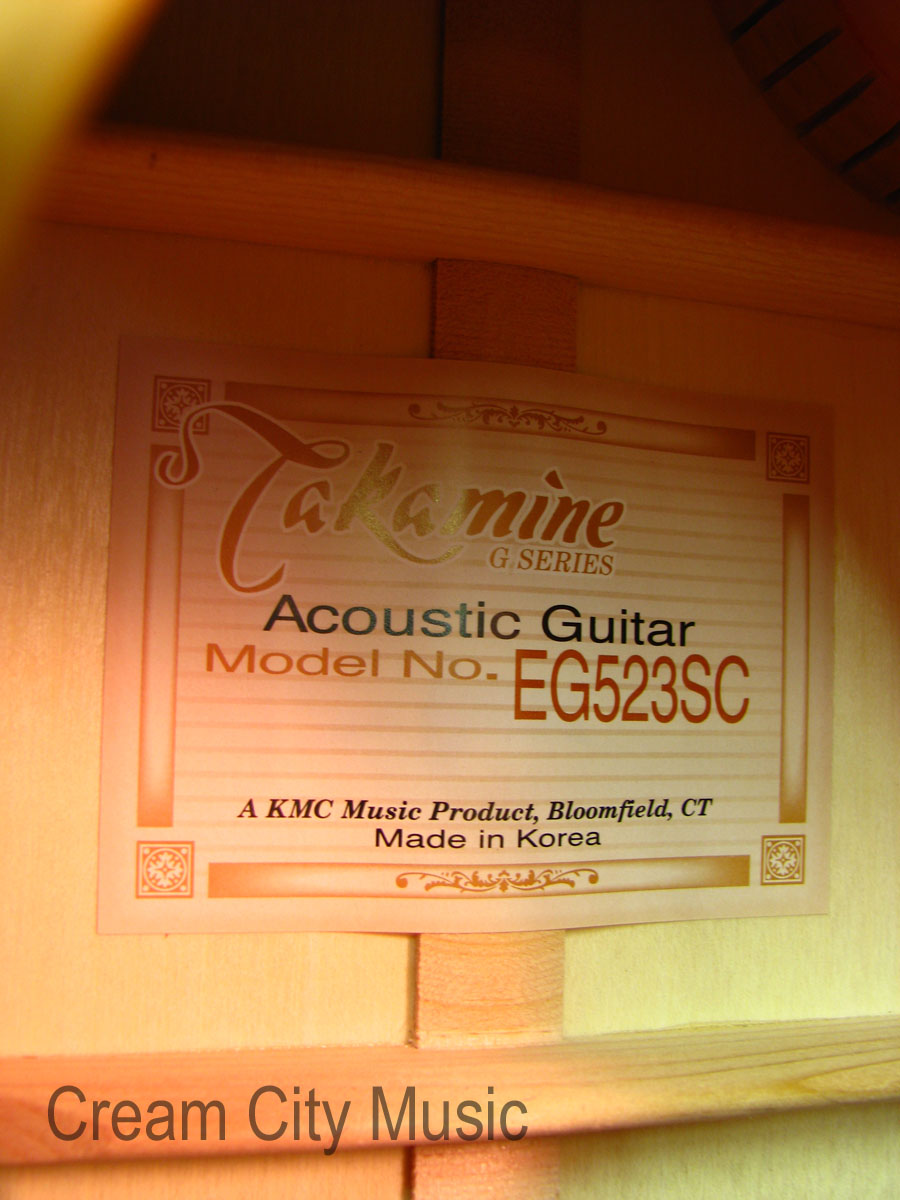 Takamine
G SERIES
Acoustic Guitar
Model No. EG523SC
A KMC Music Product, Bloomfield, CT
Made in Korea
Cream City Music